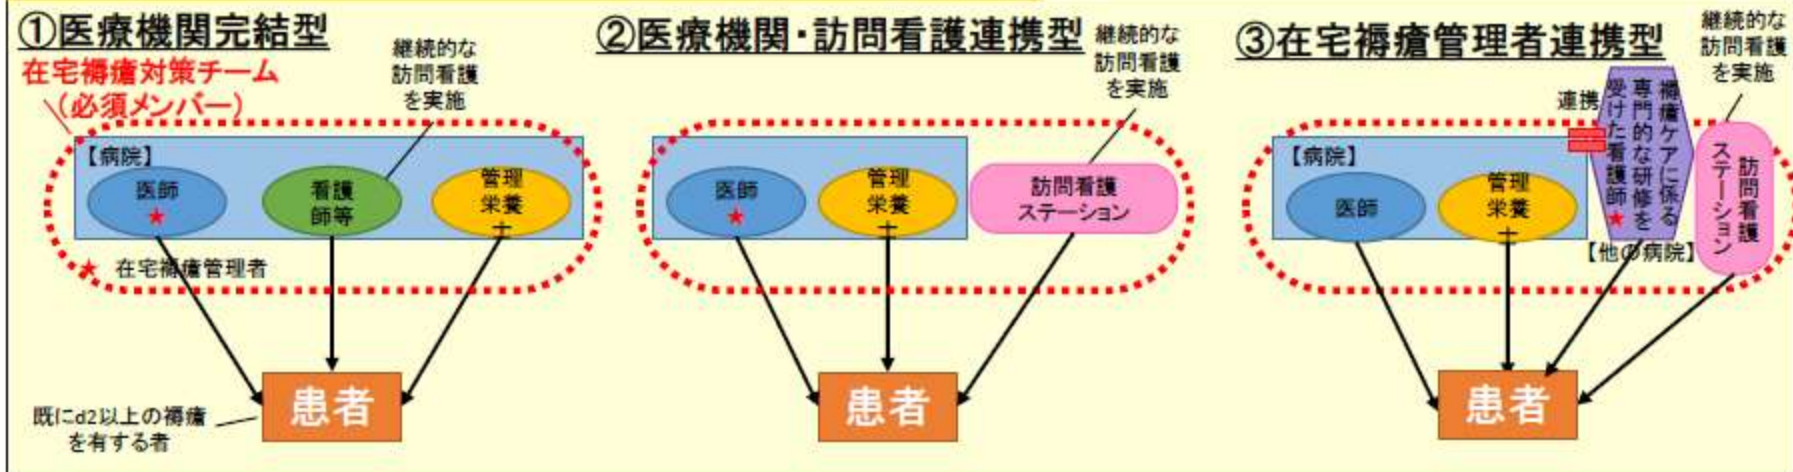 ①医療機関完結型
在宅褥瘡対策チーム
(必須メンバー)
継続的な
訪問看護
を実施
【病院】
医師
★
看護
師等
管理
栄養
士
★ 在宅褥瘡管理者
患者
既にd2以上の褥瘡
を有する者
②医療機関・訪問看護連携型
継続的な
訪問看護
を実施
医師
★
管理
栄養
士
訪問看護
ステーション
患者
③在宅褥瘡管理者連携型
継続的な
訪問看護
を実施
連携
【病院】
医師
管理
栄養
士
褥瘡ケアに係る
専門的な研修を
受けた看護師★
【他の病院】
訪問看護
ステーション
患者